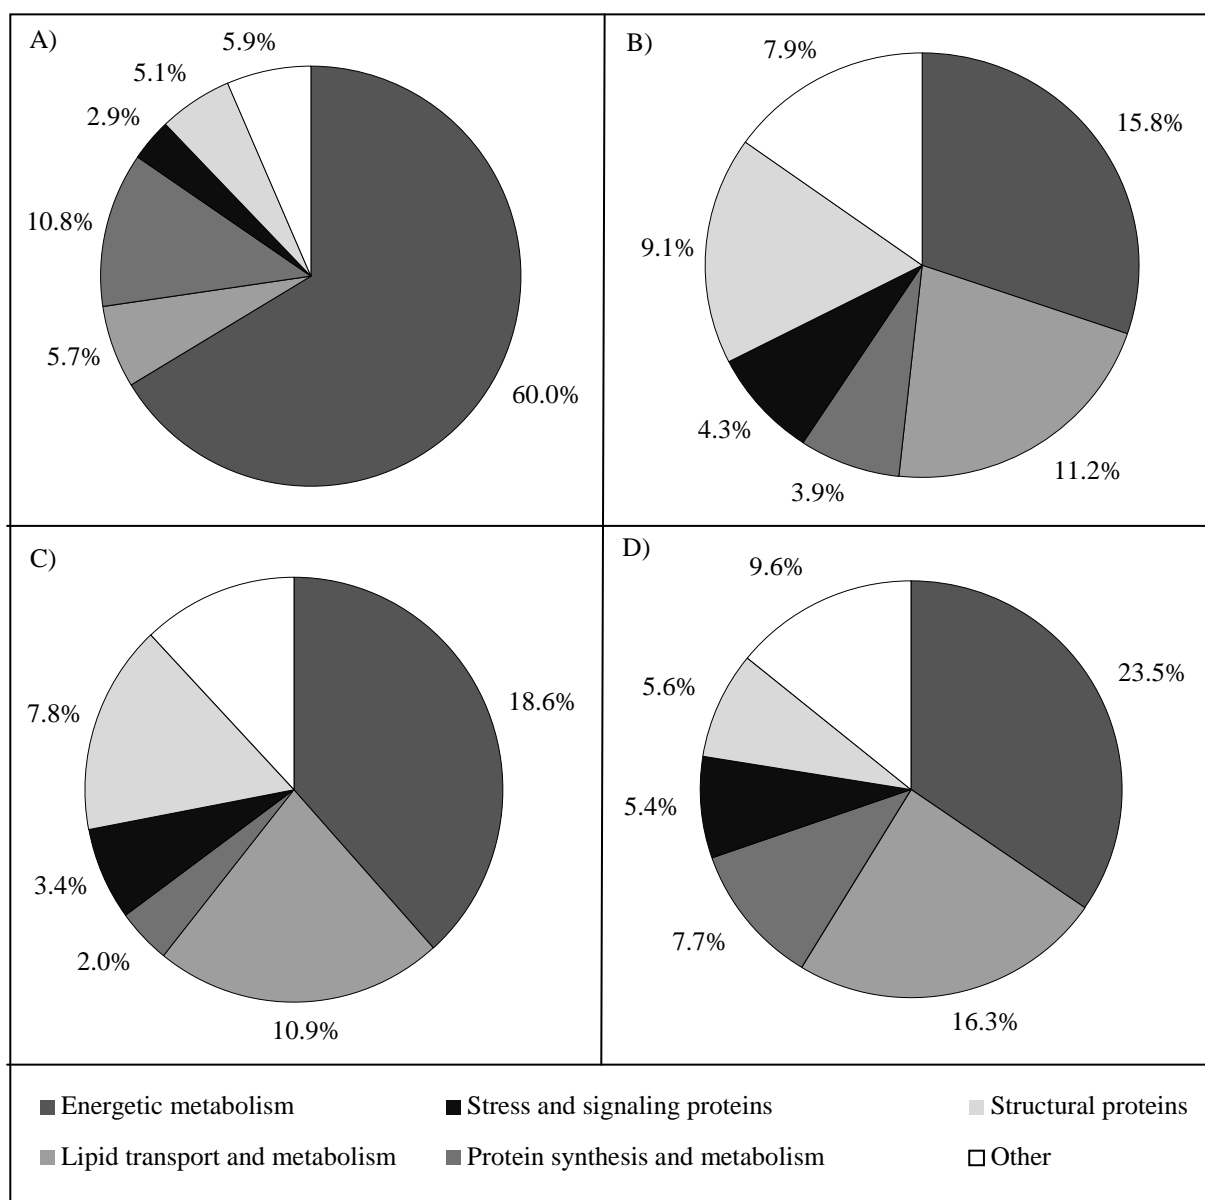 A)
5.9%
5.1%
2.9%
10.8%
5.7%
60.0%
B)
7.9%
15.8%
9.1%
4.3%
3.9%
11.2%
C)
18.6%
7.8%
3.4%
2.0%
10.9%
D)
9.6%
23.5%
5.6%
5.4%
7.7%
16.3%
Energetic metabolism
Stress and signaling proteins
Structural proteins
Lipid transport and metabolism
Protein synthesis and metabolism
Other